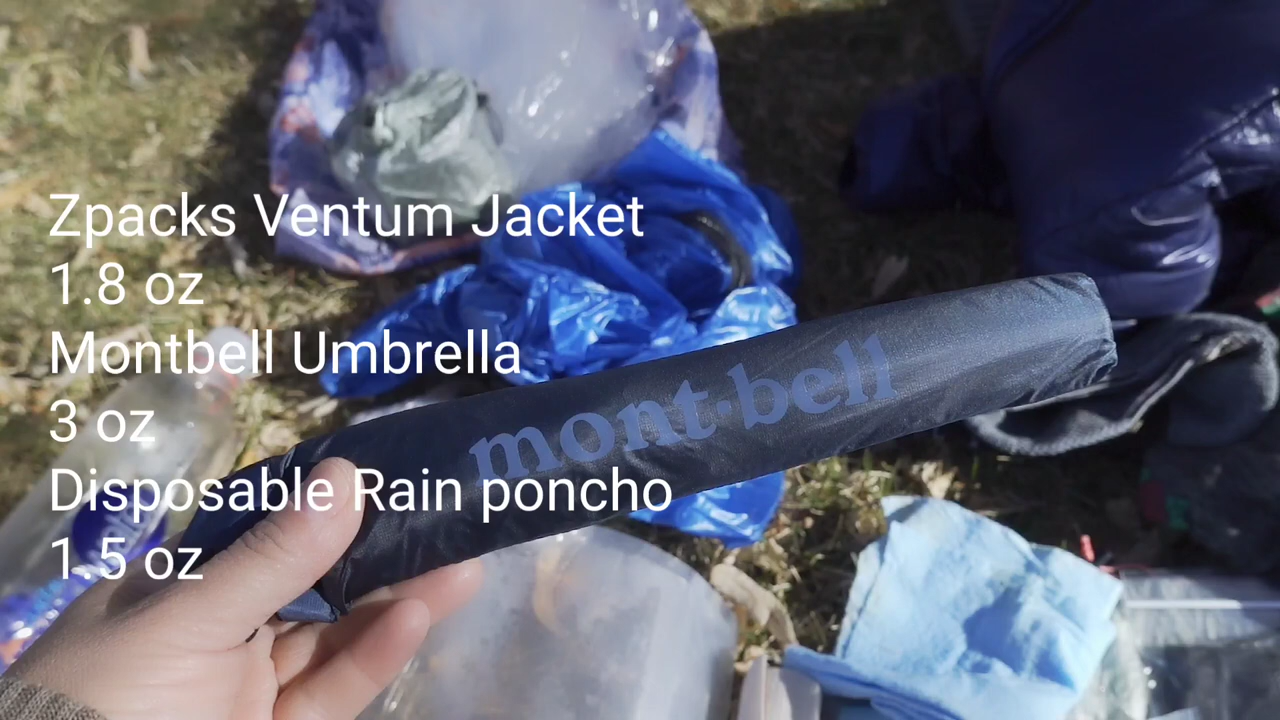 Zpacks Ventum Jacket
1.8 oz
Montbell Umbrella
3 oz
mont·bell
Disposable Rain poncho
1.5 oz